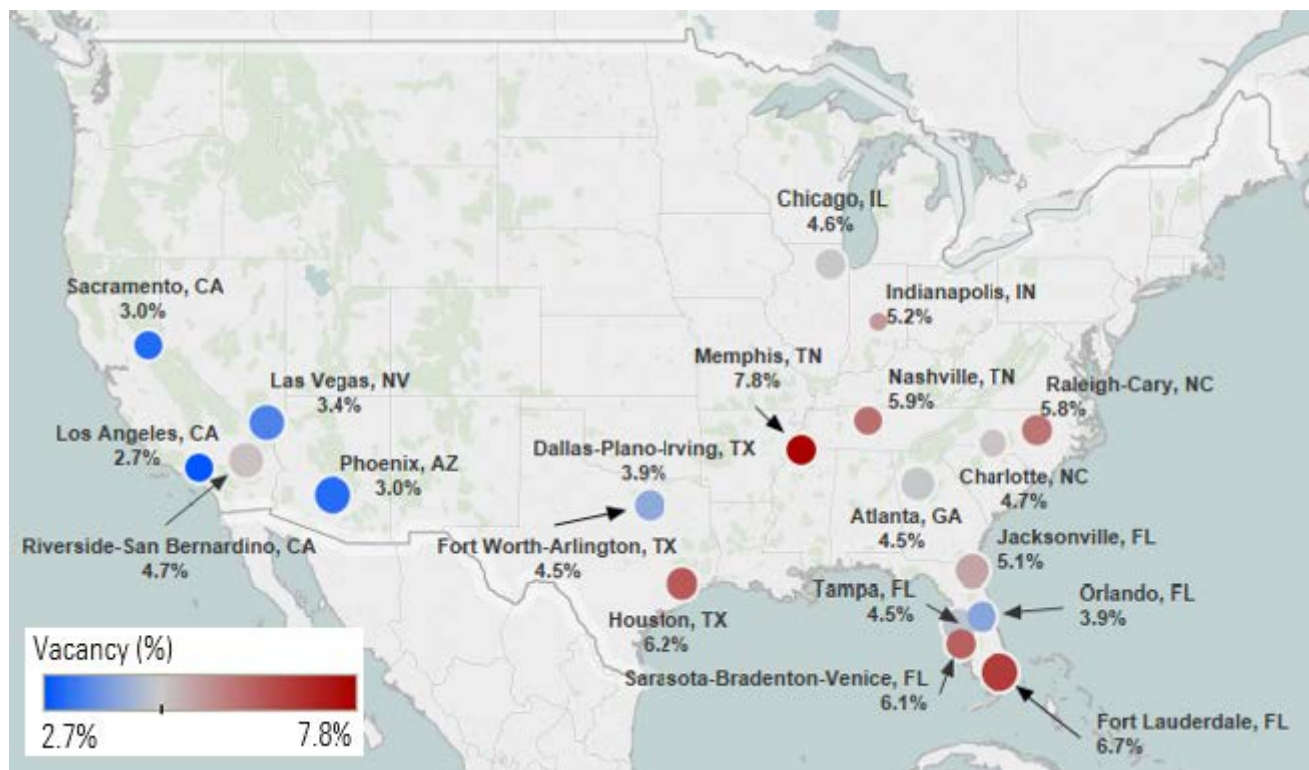 Chicago, IL
4.6%
Sacramento, CA
3.0%
Indianapolis, IN
5.2%
Memphis, TN
7.8%
Las Vegas, NV
3.4%
Nashville, TN
5.9%
Raleigh-Cary, NC
5.8%
Los Angeles, CA
2.7%
Dallas-Plano-Irving, TX
3.9%
Phoenix, AZ
3.0%
Charlotte, NC
4.7%
Atlanta, GA
4.5%
Riverside-San Bernardino, CA
4.7%
Fort Worth-Arlington, TX
4.5%
Jacksonville, FL
5.1%
Tampa, FL
4.5%
Orlando, FL
3.9%
Houston, TX
6.2%
Sarasota-Bradenton-Venice, FL
6.1%
Fort Lauderdale, FL
6.7%
Vacancy (%)
2.7% 7.8%